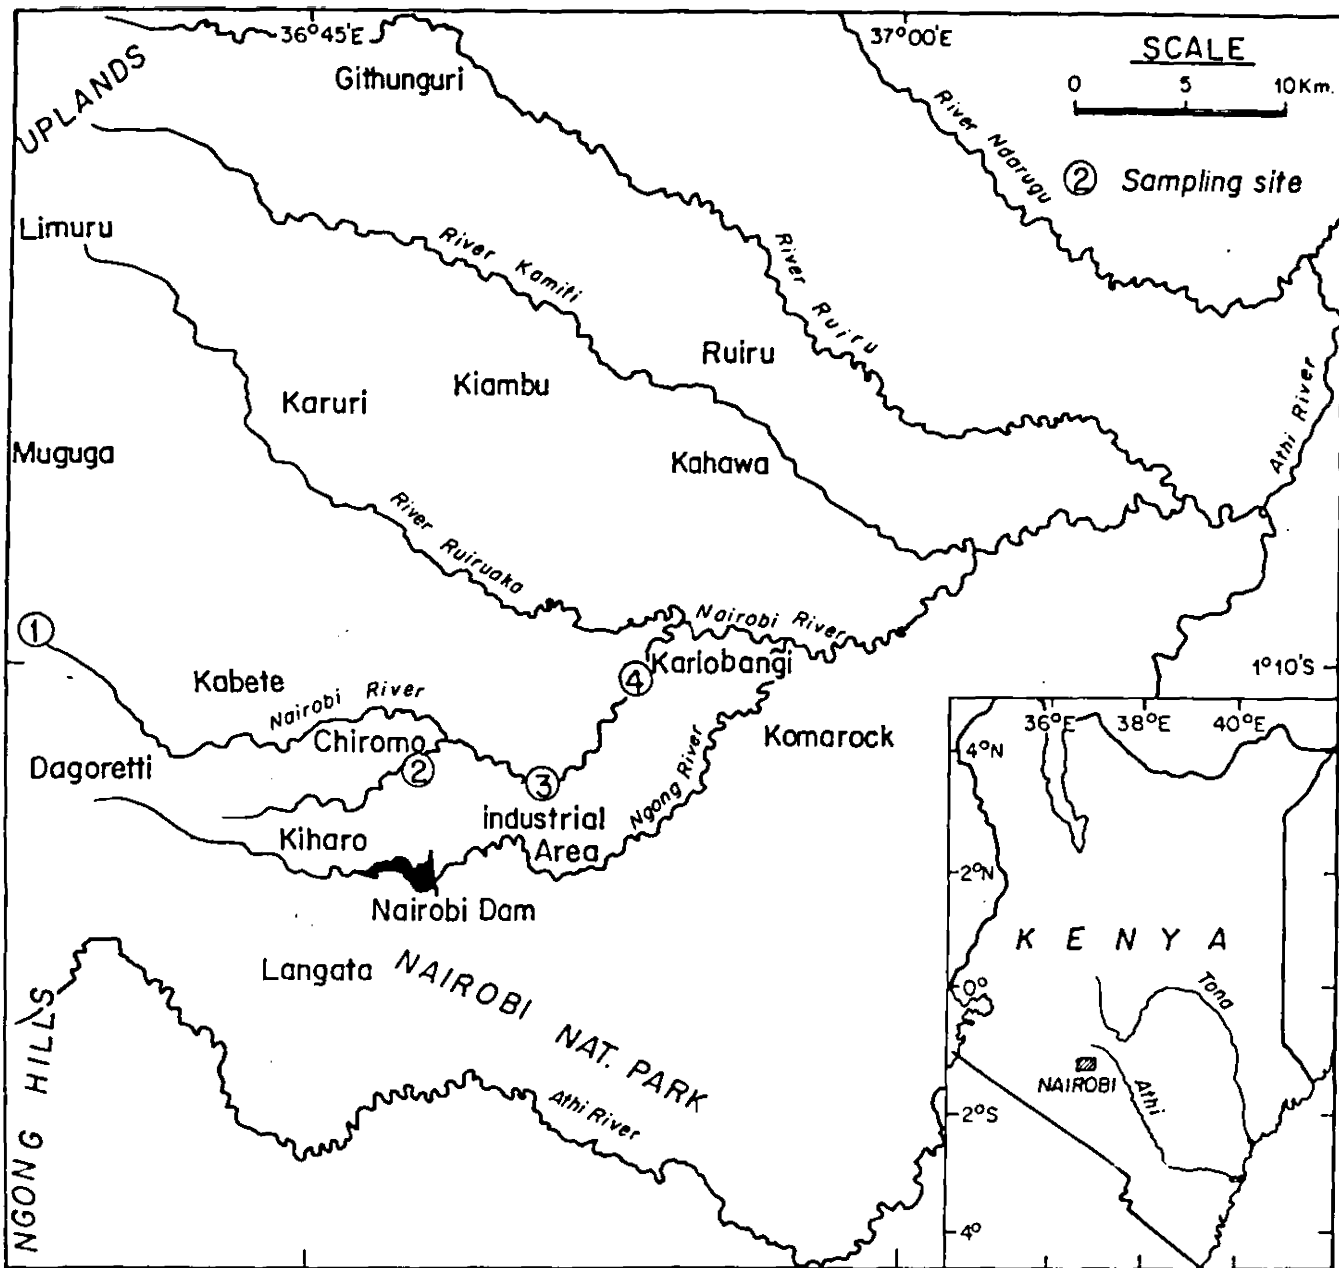 36°45'E
37°00'E
SCALE
0 5 10 Km.
② Sampling site
UPLANDS
Githunguri
River Ndarugu
Limuru
River Kamiti
River Ruiru
Ruiru
Kiambu
Karuri
Athi River
Muguga
Kahawa
River Ruiruaka
①
Nairobi River
Kariobangi
1°10'S
④
Kabete
Nairobi River
Chiromo
Komarock
Dagoretti
②
③
Ngong River
industrial
Area
Kiharo
Nairobi Dam
Langata
NAIROBI NAT. PARK
Athi River
NGONG HILLS
36°E 38°E 40°E
4°N
2°N
KENYA
0°
Tana
NAIROBI
Athi
2°S
4°